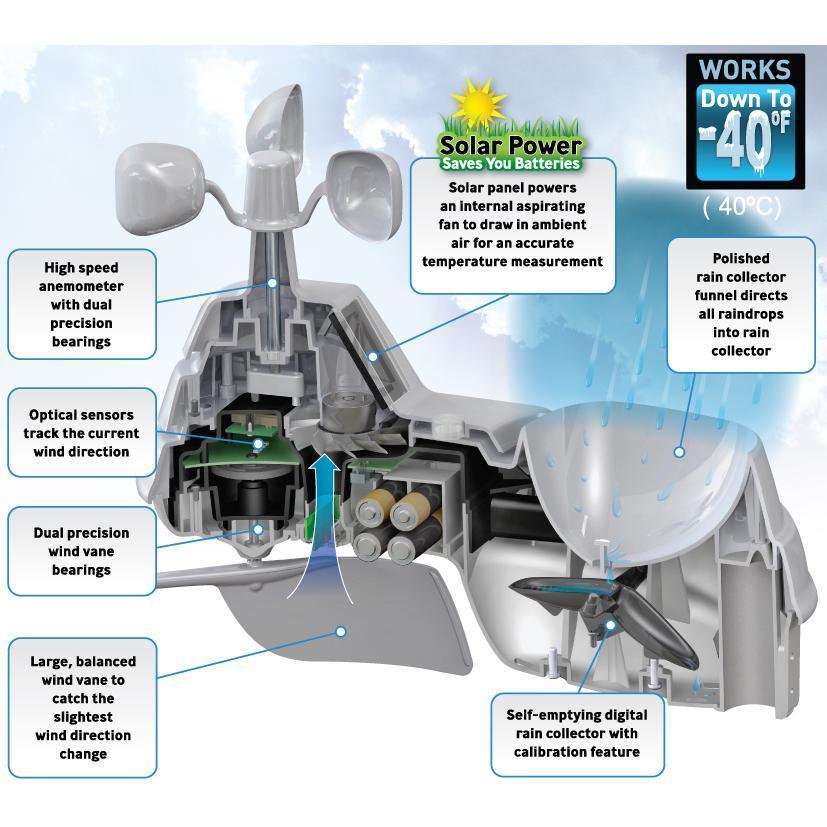 WORKS
Down To
-40°F
( 40°C)
Solar Power
Saves You Batteries
Solar panel powers
an internal aspirating
fan to draw in ambient
air for an accurate
temperature measurement
High speed
anemometer
with dual
precision
bearings
Polished
rain collector
funnel directs
all raindrops
into rain
collector
Optical sensors
track the current
wind direction
Dual precision
wind vane
bearings
Large, balanced
wind vane to
catch the
slightest
wind direction
change
Self-emptying digital
rain collector with
calibration feature